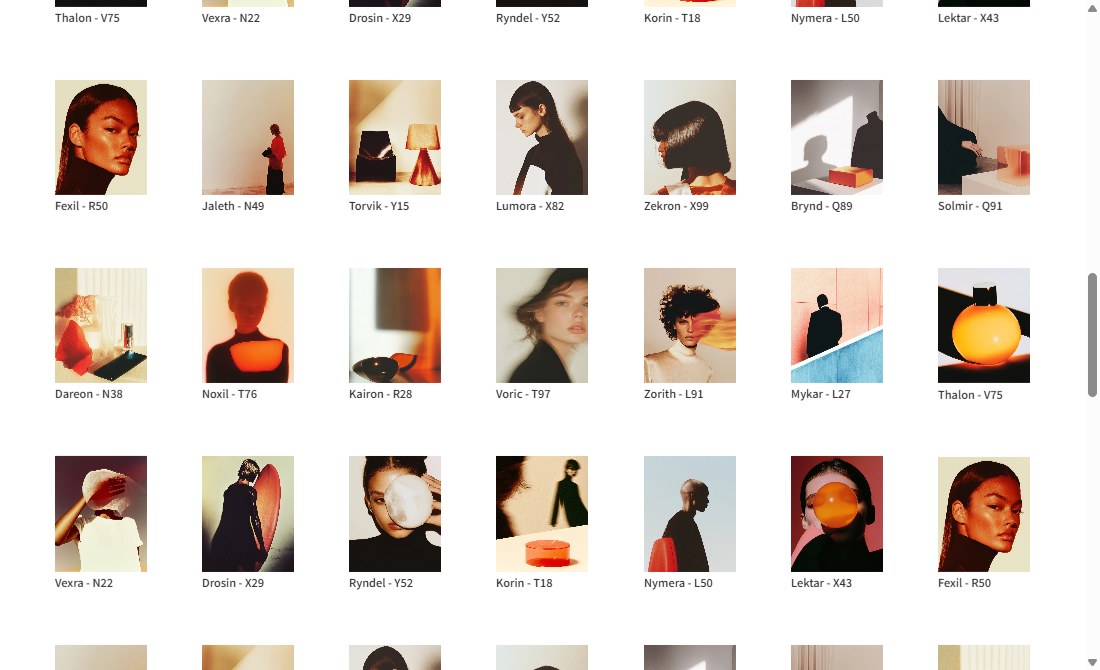 Thalon - V75
Vexra - N22
Drosin - X29
Ryndel - Y52
Korin - T18
Nymera - L50
Lektar - X43
Fexil - R50
Jaleth - N49
Torvik - Y15
Lumora - X82
Zekron - X99
Brynd - Q89
Solmir - Q91
Dareon - N38
Noxil - T76
Kairon - R28
Voric - T97
Zorith - L91
Mykar - L27
Thalon - V75
Vexra - N22
Drosin - X29
Ryndel - Y52
Korin - T18
Nymera - L50
Lektar - X43
Fexil - R50